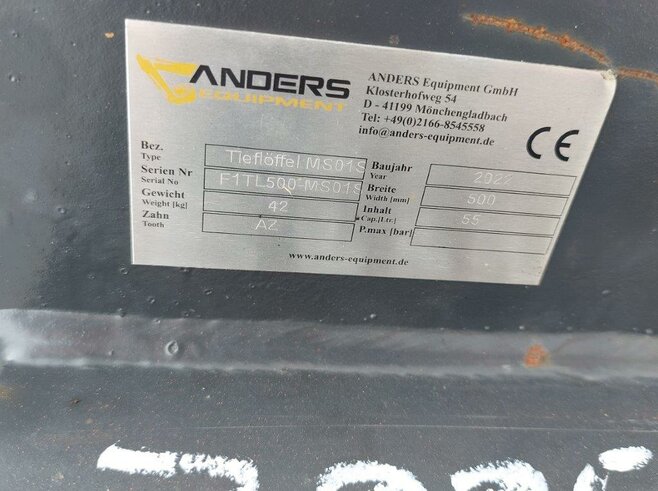 ANDERS
EQUIPMENT
ANDERS Equipment GmbH
Klosterhofweg 54
D - 41199 Mönchengladbach
Tel: +49(0)2166-8545558
info@anders-equipment.de
CE
Bez. Tieflöffel MS01S
Type
Serien Nr F1TL500-MS01S
Serial No
Gewicht 42
Weight [kg]
Zahn AZ
Tooth
Baujahr
Year
Breite 500
Width [mm]
Inhalt 55
Cap.[Ltr.]
P.max [bar]
www.anders-equipment.de